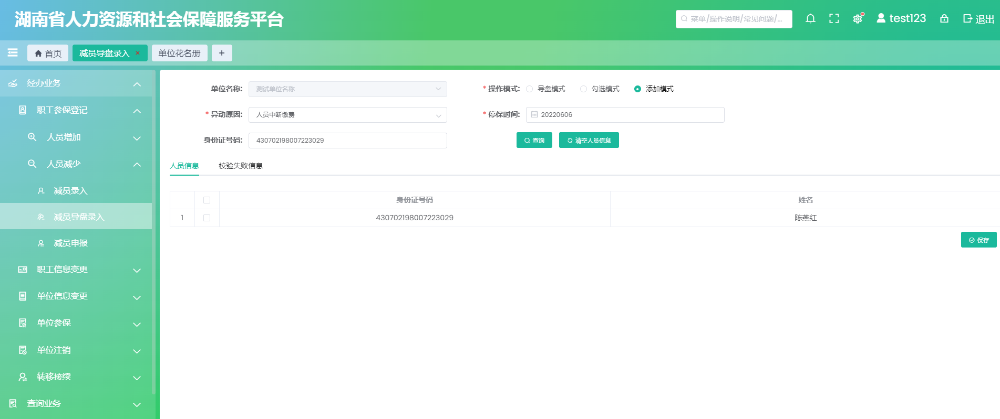 湖南省人力资源和社会保障服务平台
菜单/操作说明/常见问题/...
test123
退出
首页
减员导盘录入 ×
单位花名册
+
经办业务
职工参保登记
人员增加
人员减少
减员录入
减员导盘录入
减员申报
职工信息变更
单位信息变更
单位参保
单位注销
转移接续
查询业务
单位名称: 测试单位名称
* 操作模式: 导盘模式 勾选模式 添加模式
* 异动原因: 人员中断缴费
* 停保时间: 20220606
身份证号码: 430702198007223029
查询 清空人员信息
人员信息 校验失败信息
身份证号码 姓名
1 430702198007223029 陈燕红
保存